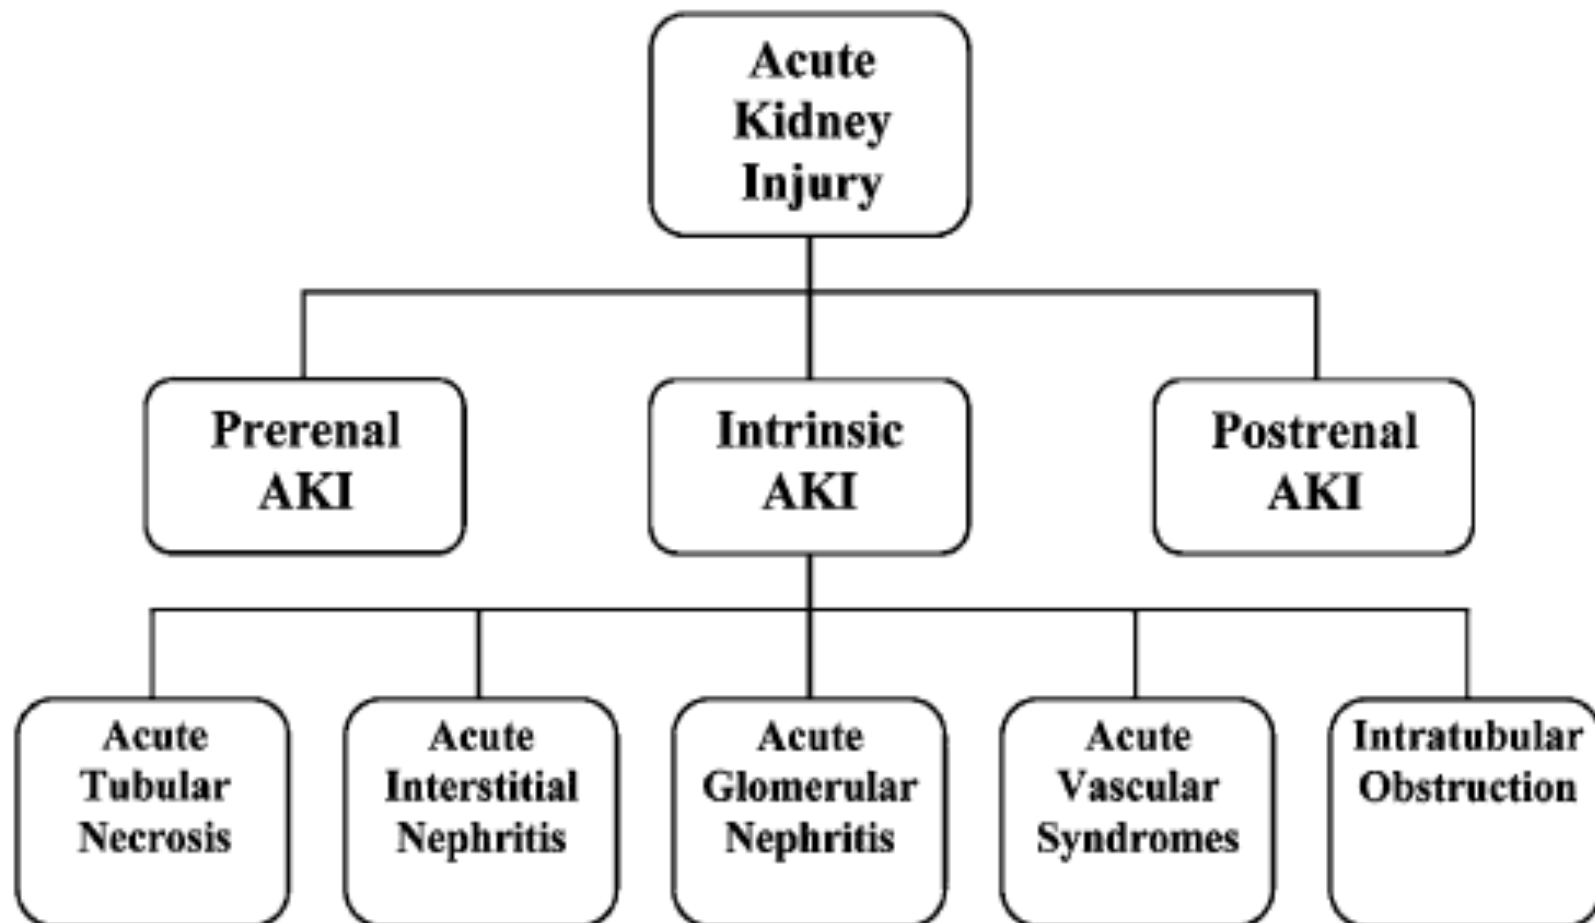 Acute
Kidney
Injury
Prerenal
AKI
Intrinsic
AKI
Postrenal
AKI
Acute
Tubular
Necrosis
Acute
Interstitial
Nephritis
Acute
Glomerular
Nephritis
Acute
Vascular
Syndromes
Intratubular
Obstruction